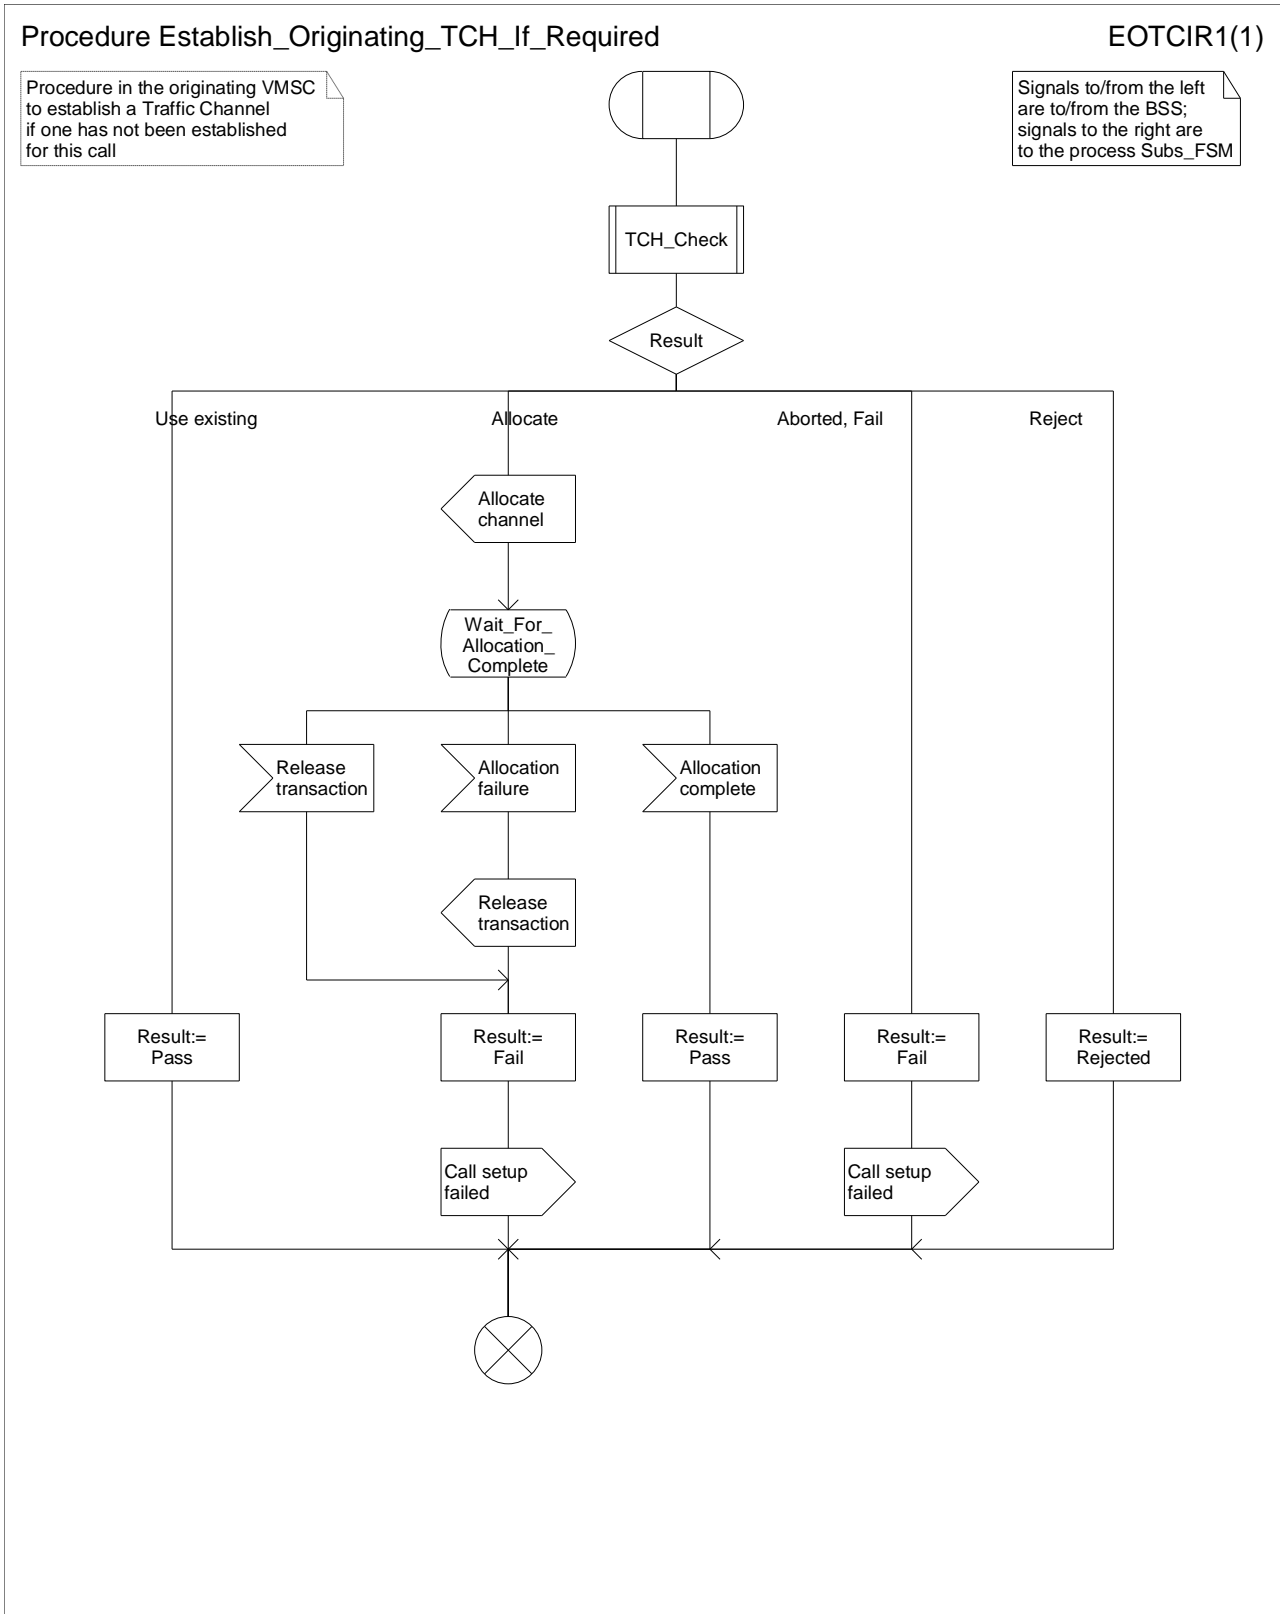 Procedure Establish_Originating_TCH_If_Required
EOTCIR1(1)
Procedure in the originating VMSC
to establish a Traffic Channel
if one has not been established
for this call
Signals to/from the left
are to/from the BSS;
signals to the right are
to the process Subs_FSM
TCH_Check
Result
Use existing
Allocate
Aborted, Fail
Reject
Allocate
channel
Wait_For_
Allocation_
Complete
Release
transaction
Allocation
failure
Allocation
complete
Release
transaction
Result:=
Pass
Result:=
Fail
Result:=
Pass
Result:=
Fail
Result:=
Rejected
Call setup
failed
Call setup
failed